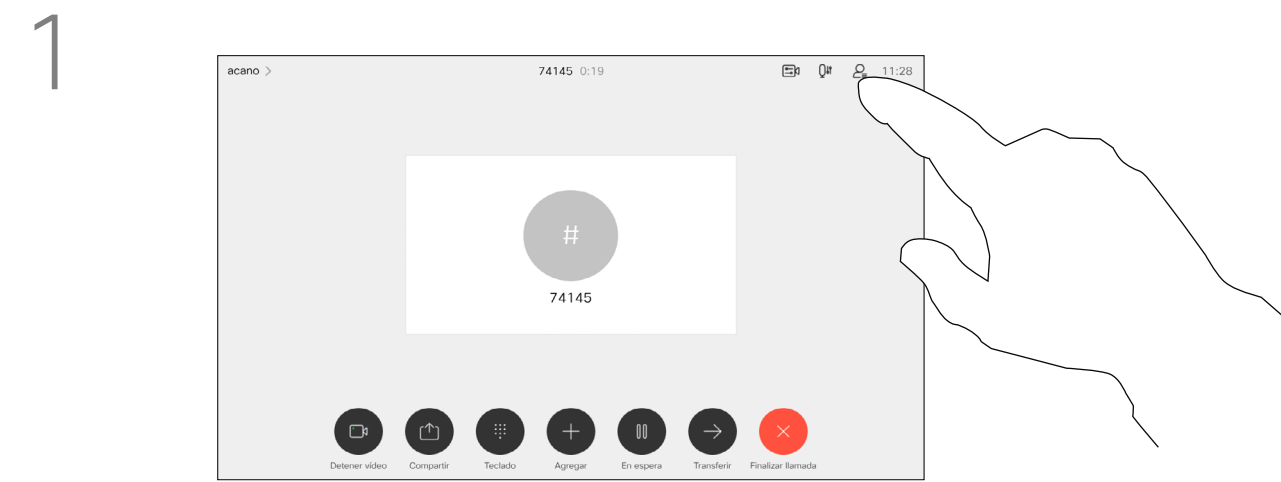 1
acano >
74145 0:19
11:28
#
74145
Detener vídeo Compartir Teclado Agregar En espera Transferir Finalizar llamada